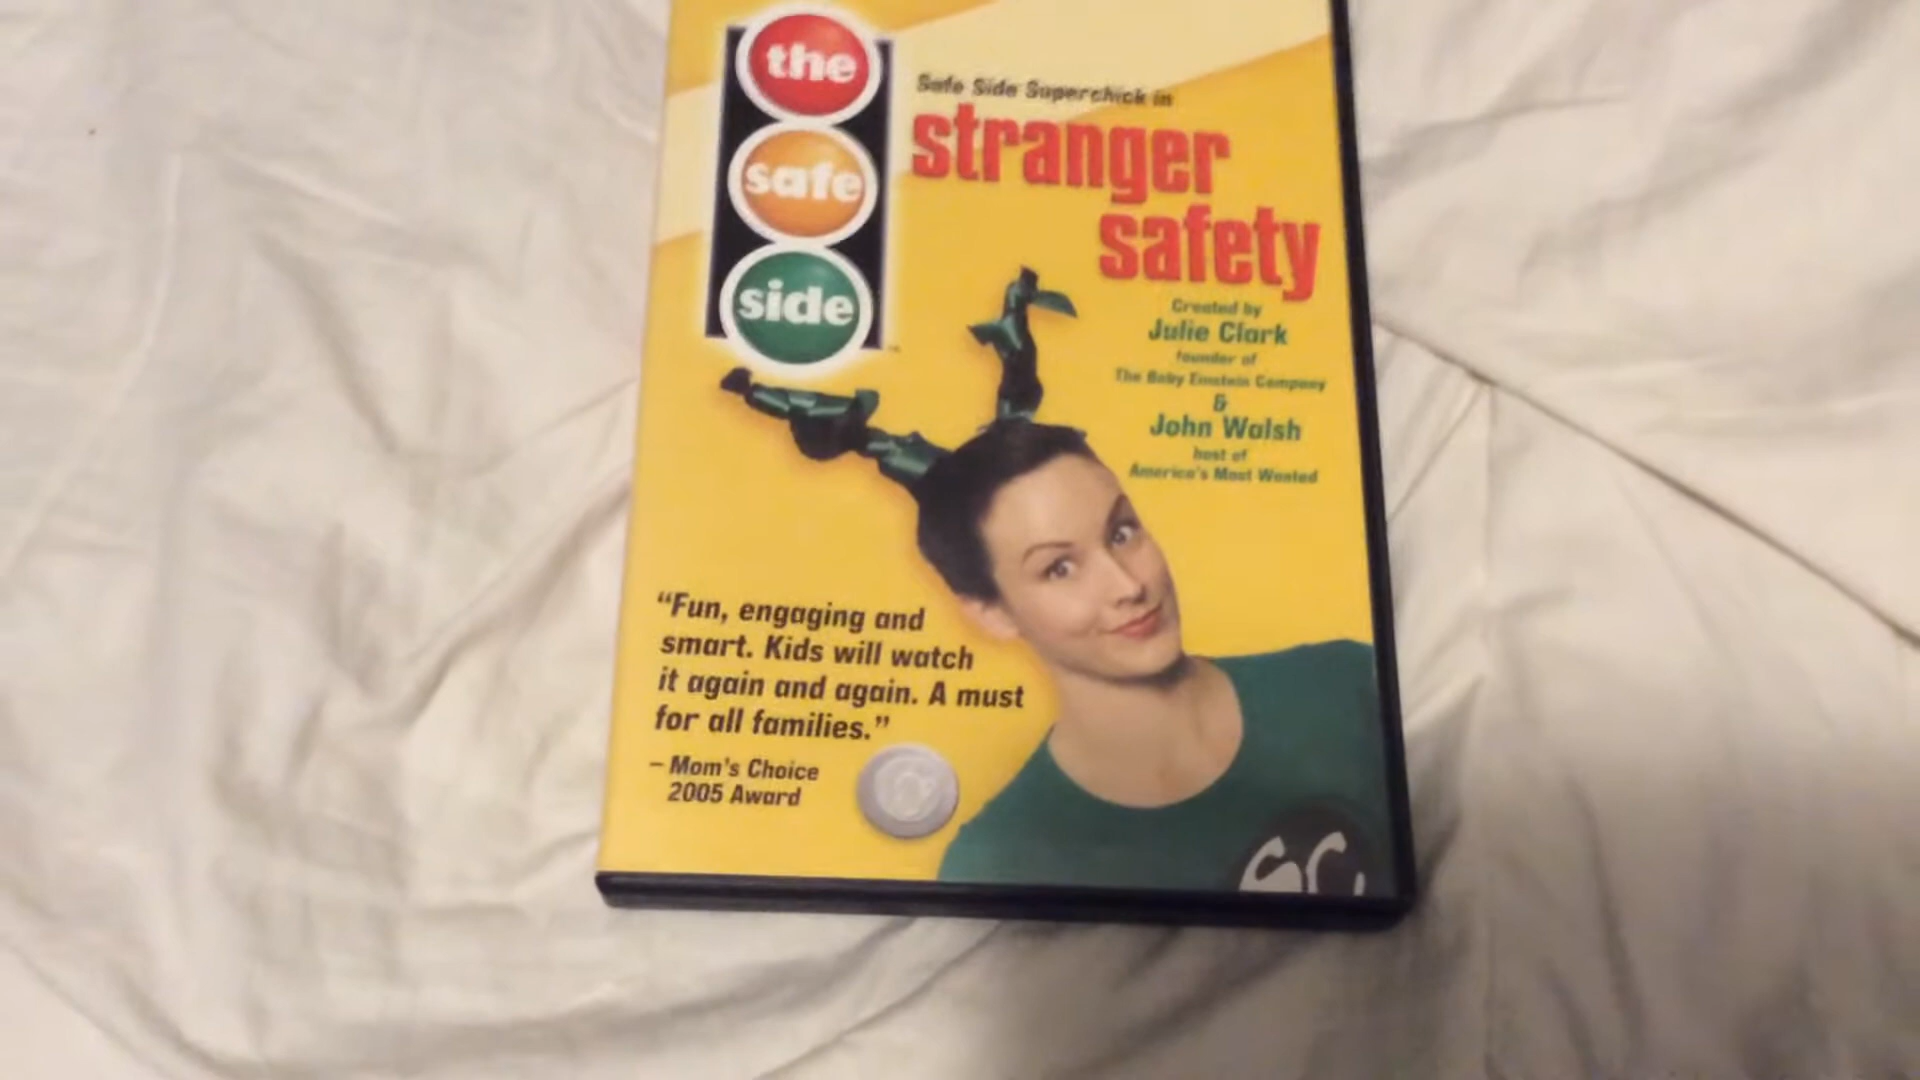 the
safe
side
Safe Side Superchick in
stranger
safety
Created by
Julie Clark
founder of
The Baby Einstein Company
&
John Walsh
host of
America's Most Wanted
“Fun, engaging and
smart. Kids will watch
it again and again. A must
for all families.”
– Mom's Choice
2005 Award
SC